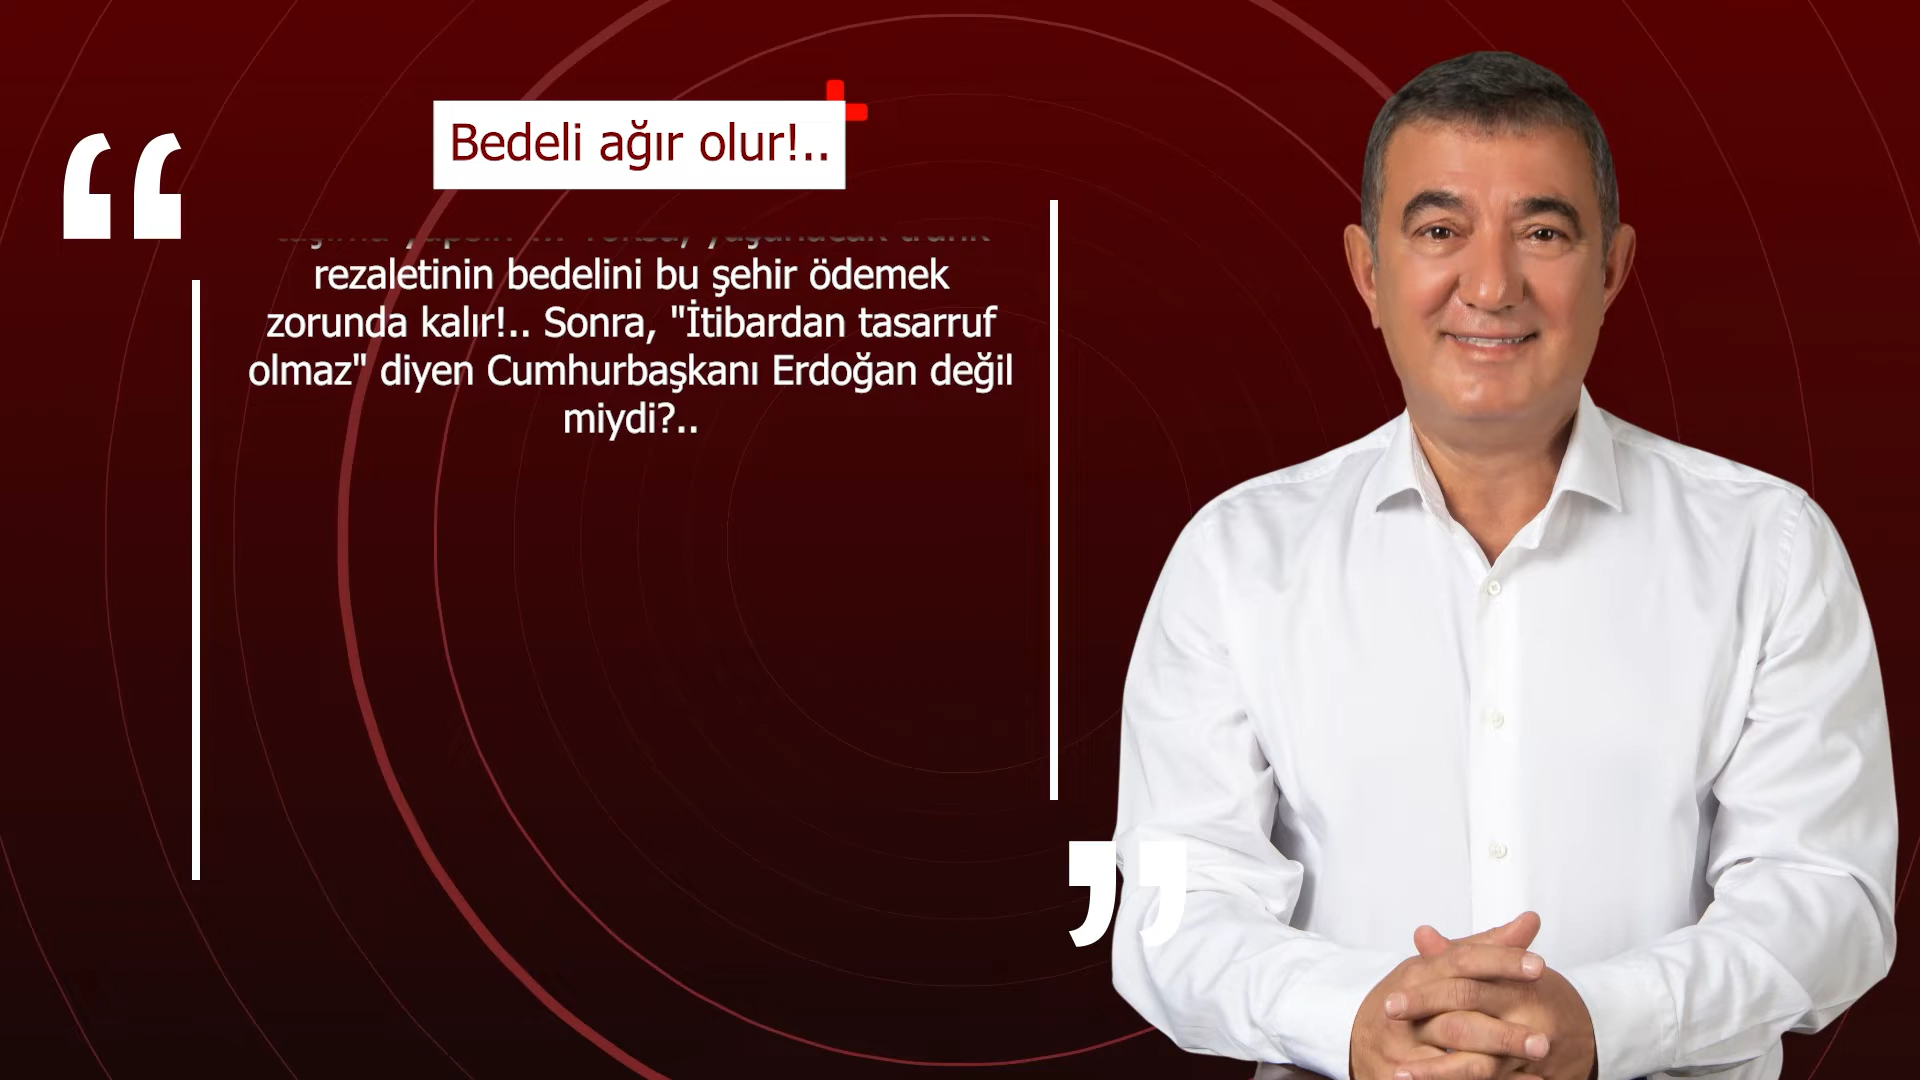 Bedeli ağır olur!..
rezaletinin bedelini bu şehir ödemek
zorunda kalır!.. Sonra, "İtibardan tasarruf
olmaz" diyen Cumhurbaşkanı Erdoğan değil
miydi?..